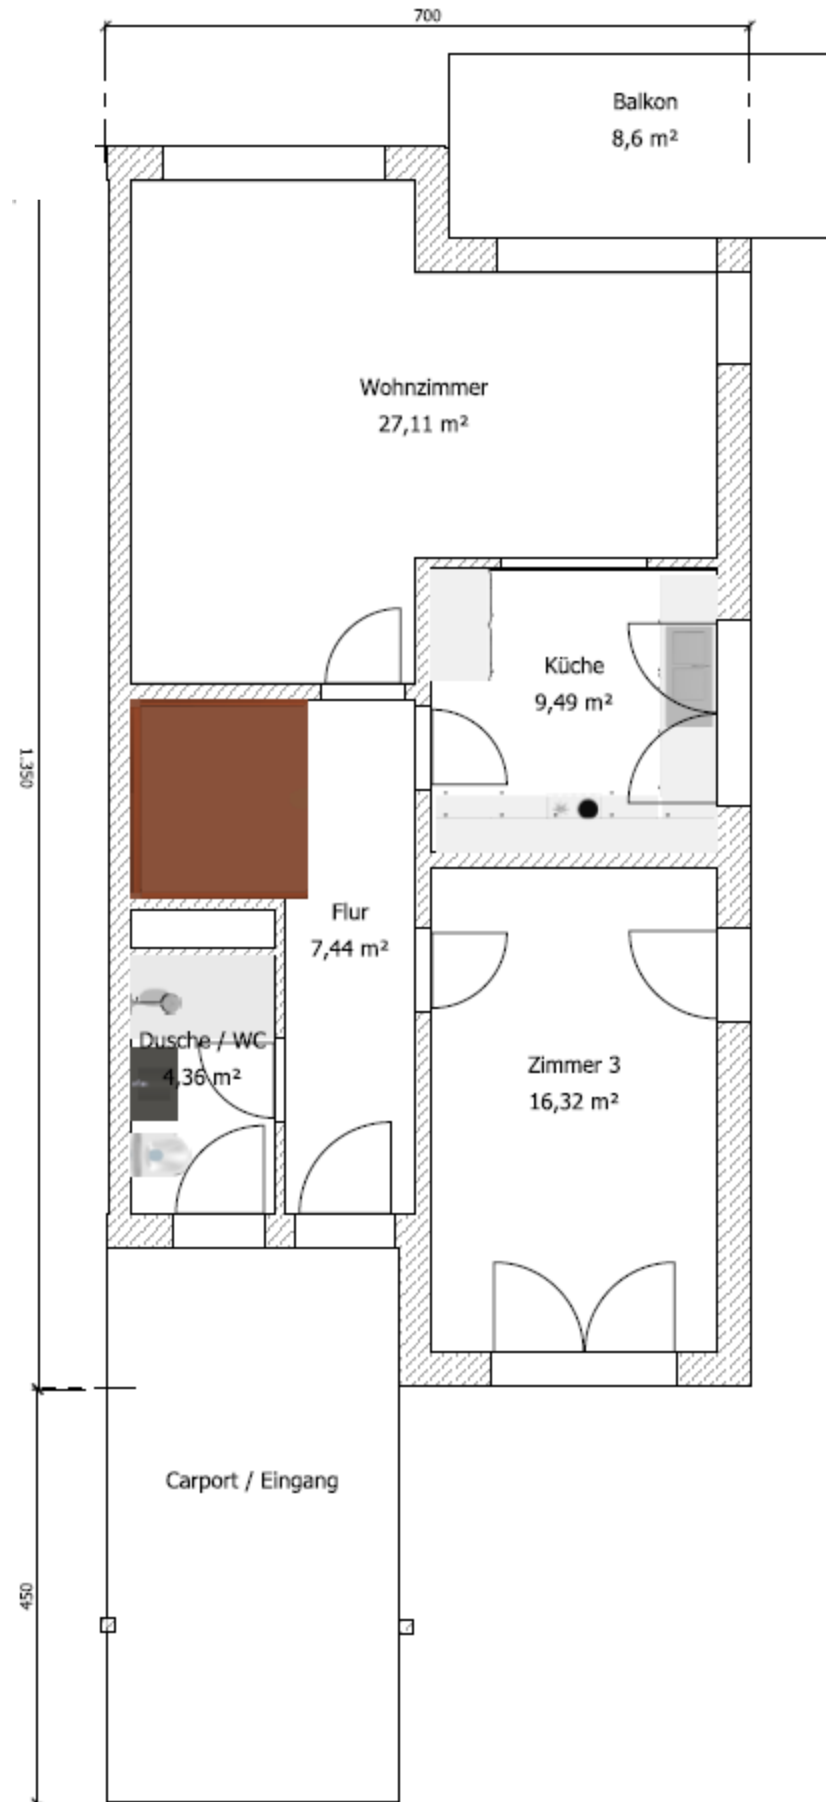 700
Balkon
8,6 m²
Wohnzimmer
27,11 m²
Küche
9,49 m²
1.350
Flur
7,44 m²
Dusche / WC
4,36 m²
Zimmer 3
16,32 m²
Carport / Eingang
450